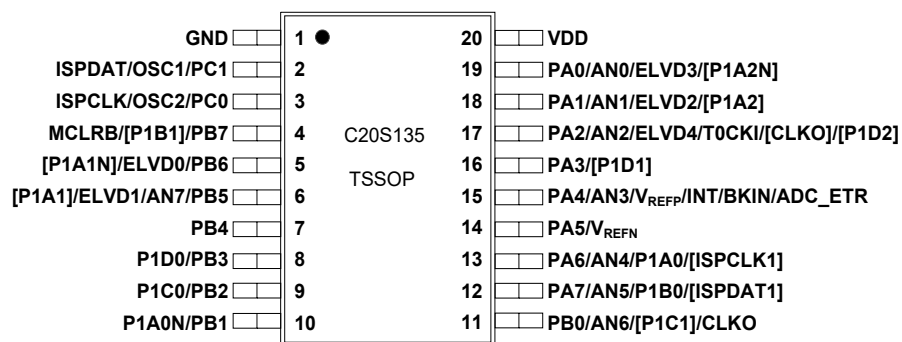 GND 1 20 VDD
ISPDAT/OSC1/PC1 2 19 PA0/AN0/ELVD3/[P1A2N]
ISPCLK/OSC2/PC0 3 18 PA1/AN1/ELVD2/[P1A2]
MCLRB/[P1B1]/PB7 4 C20S135 17 PA2/AN2/ELVD4/T0CKI/[CLKO]/[P1D2]
[P1A1N]/ELVD0/PB6 5 16 PA3/[P1D1]
TSSOP
[P1A1]/ELVD1/AN7/PB5 6 15 PA4/AN3/VREFP/INT/BKIN/ADC_ETR
PB4 7 14 PA5/VREFN
P1D0/PB3 8 13 PA6/AN4/P1A0/[ISPCLK1]
P1C0/PB2 9 12 PA7/AN5/P1B0/[ISPDAT1]
P1A0N/PB1 10 11 PB0/AN6/[P1C1]/CLKO